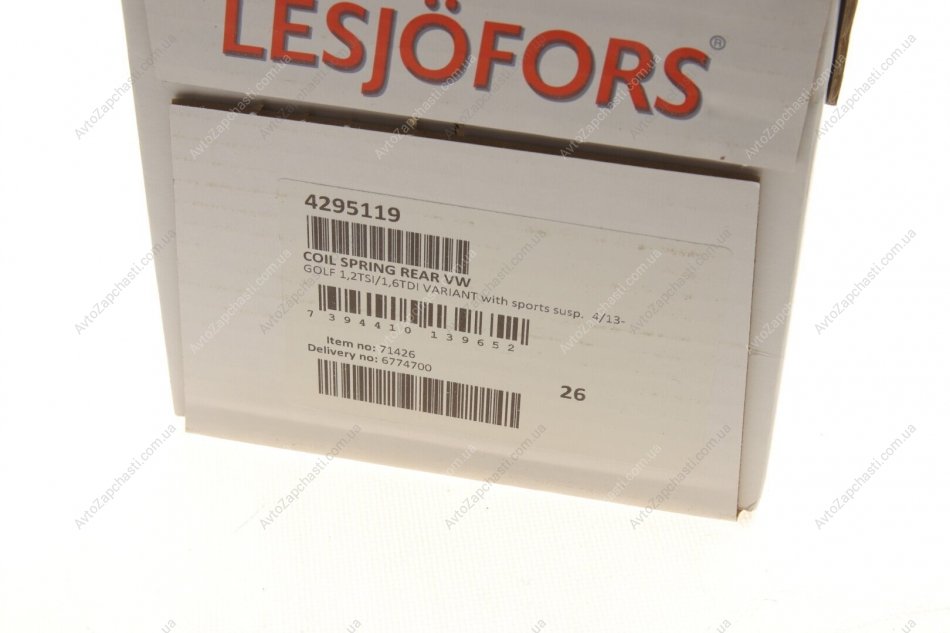 LESJÖFORS®
4295119
COIL SPRING REAR VW
GOLF 1,2TSI/1,6TDI VARIANT with sports susp. 4/13-
7 394410 139652
Item no: 71426
Delivery no: 6774700
26
AvtoZapchasti.com.ua